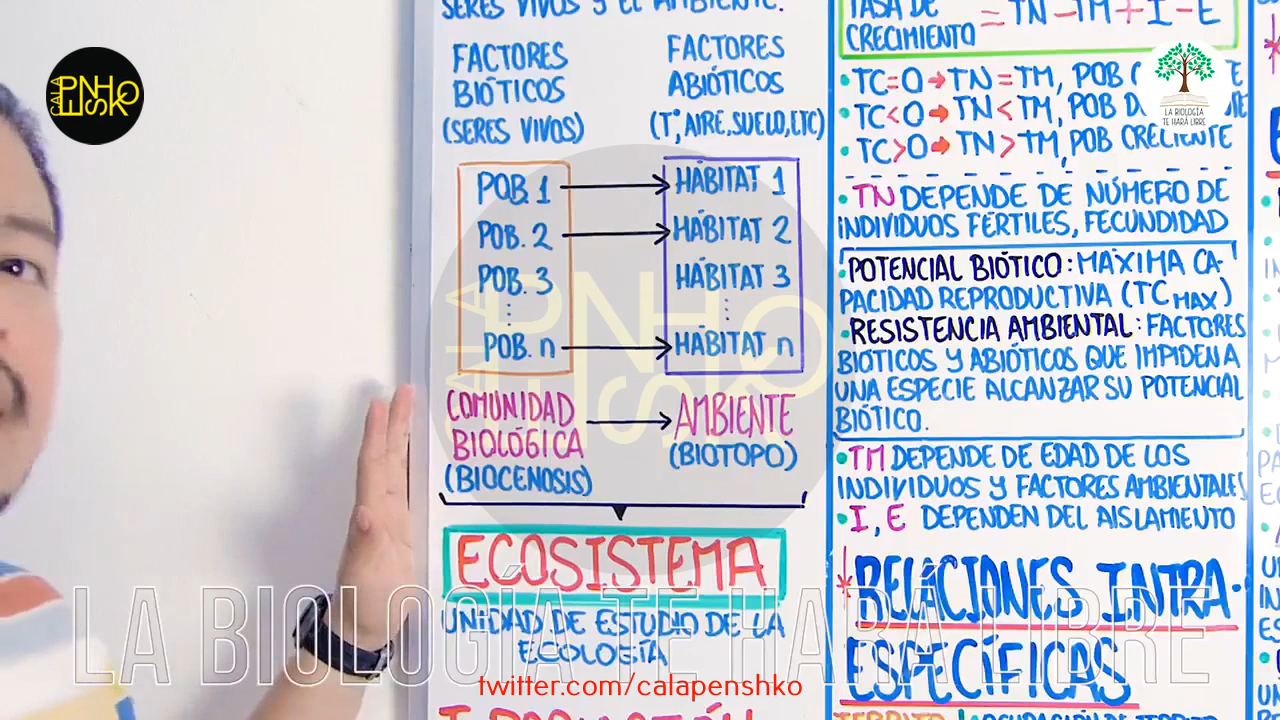 SERES VIVOS Y EL AMBIENTE.
FACTORES
BIÓTICOS
(SERES VIVOS)
FACTORES
ABIÓTICOS
(T°, AIRE, SUELO, ETC)
POB. 1
HÁBITAT 1
POB. 2
HÁBITAT 2
POB. 3
HÁBITAT 3
POB. n
HÁBITAT n
COMUNIDAD
BIOLÓGICA
(BIOCENOSIS)
AMBIENTE
(BIOTOPO)
ECOSISTEMA
UNIDAD DE ESTUDIO DE LA
ECOLOGÍA
TASA DE
CRECIMIENTO = TN - TM + I - E
• TC=0 → TN = TM, POB
• TC<0 → TN < TM, POB
• TC>0 → TN > TM, POB CRECIENTE
• TN DEPENDE DE NÚMERO DE
INDIVIDUOS FÉRTILES, FECUNDIDAD
• POTENCIAL BIÓTICO: MÁXIMA CA-
PACIDAD REPRODUCTIVA (TC MAX)
• RESISTENCIA AMBIENTAL: FACTORES
BIÓTICOS Y ABIÓTICOS QUE IMPIDEN A
UNA ESPECIE ALCANZAR SU POTENCIAL
BIÓTICO.
• TM DEPENDE DE EDAD DE LOS
INDIVIDUOS Y FACTORES AMBIENTALES
• I, E DEPENDEN DEL AISLAMIENTO
* RELACIONES INTRA-
ESPECÍFICAS
CALAPENSHKO
LA BIOLOGÍA
TE HARÁ LIBRE
CALAPENSHKO
LA BIOLOGÍA TE HARÁ LIBRE
twitter.com/calapenshko